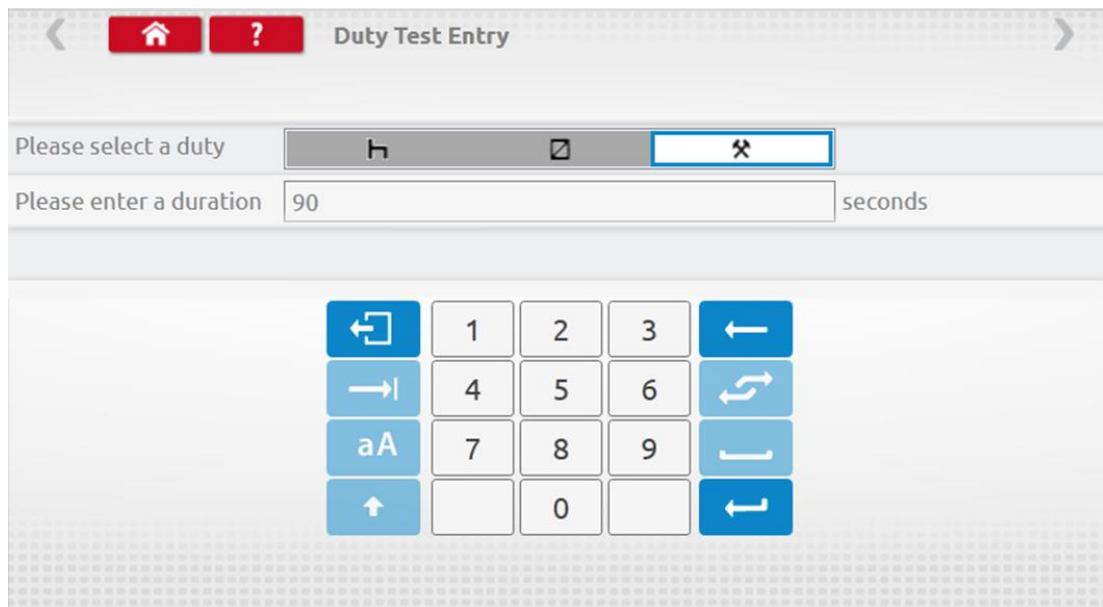 ? Duty Test Entry
Please select a duty
Please enter a duration 90 seconds
1 2 3
4 5 6
aA 7 8 9
0